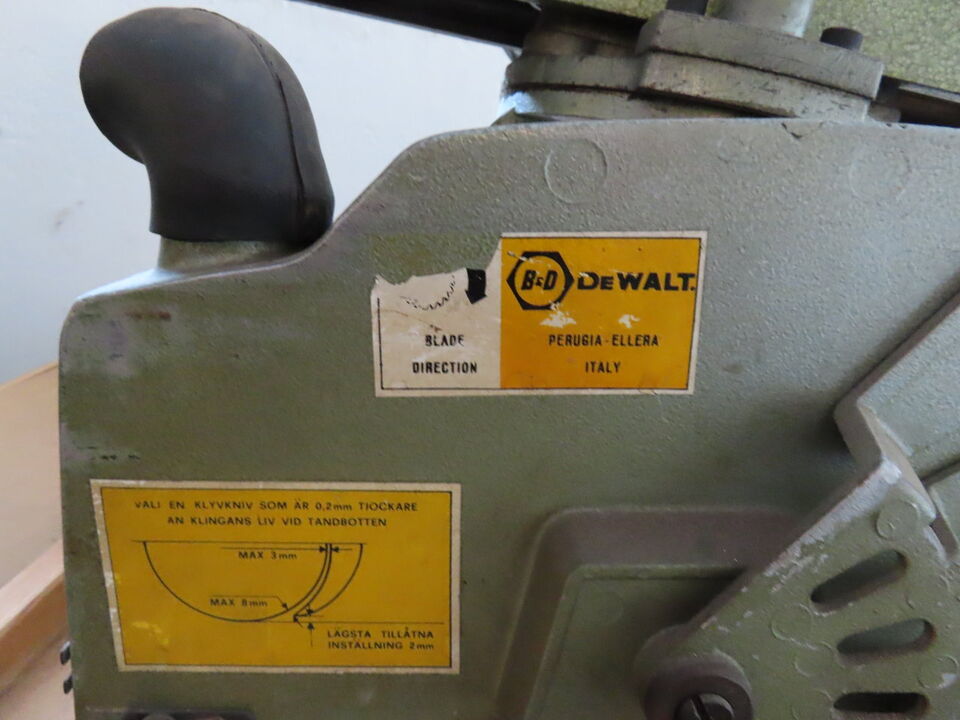 B&D DEWALT.
BLADE
DIRECTION
PERUGIA-ELLERA
ITALY
VALJ EN KLYVKNIV SOM ÄR 0,2mm TJOCKARE
AN KLINGANS LIV VID TANDBOTTEN
MAX 3mm
MAX 8mm
LÄGSTA TILLÅTNA
INSTÄLLNING 2mm